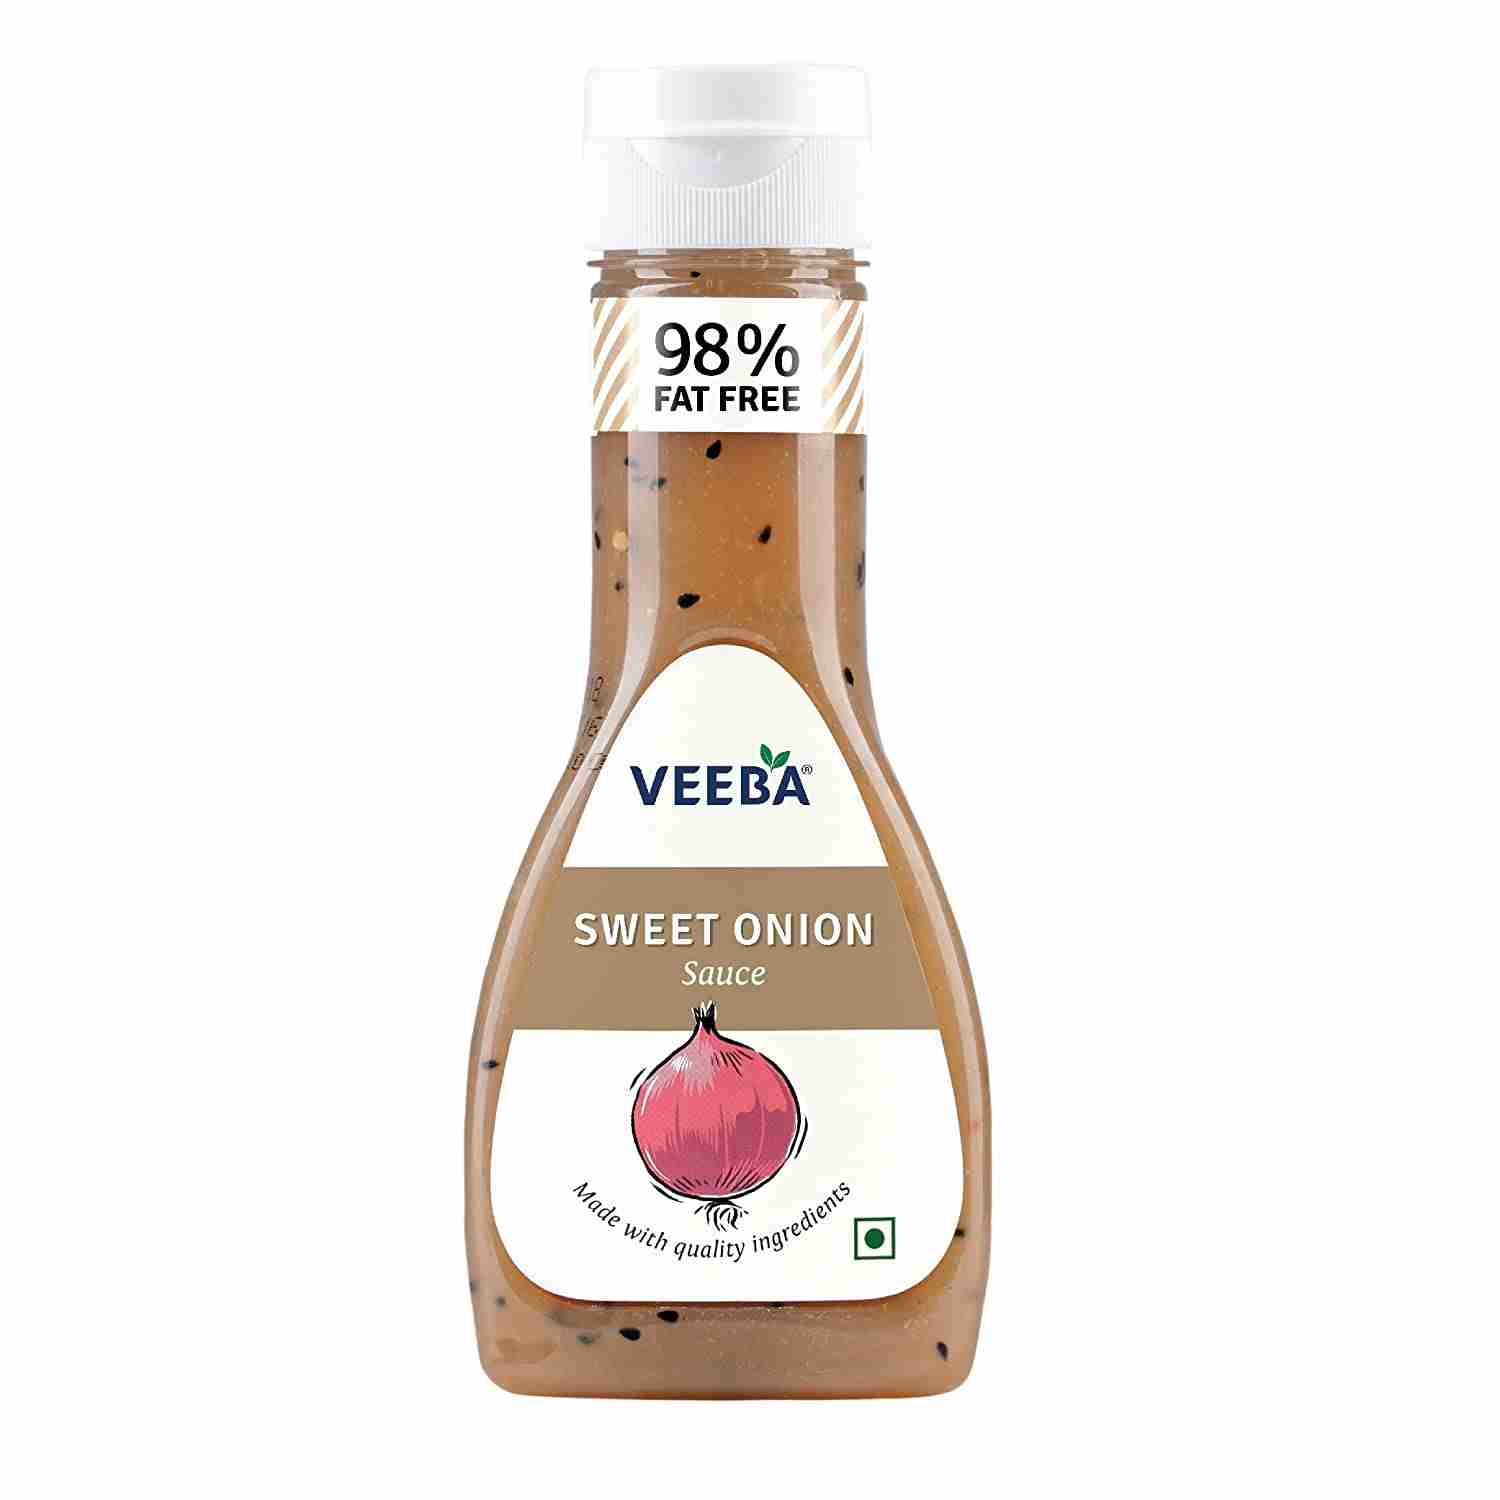 98%
FAT FREE
VEEBA®
SWEET ONION
Sauce
Made with quality ingredients